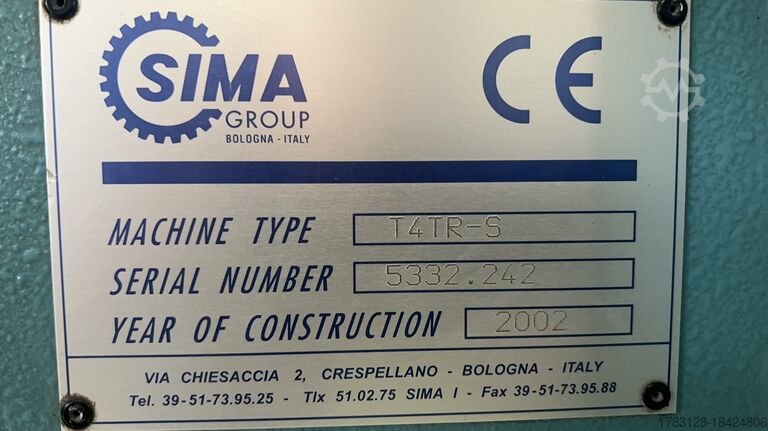 SIMA
GROUP
BOLOGNA - ITALY
CE
MACHINE TYPE T4TR-S
SERIAL NUMBER 5332.242
YEAR OF CONSTRUCTION 2002
VIA CHIESACCIA 2, CRESPELLANO - BOLOGNA - ITALY
Tel. 39-51-73.95.25 - Tlx 51.02.75 SIMA I - Fax 39-51-73.95.88
1783128-18424806